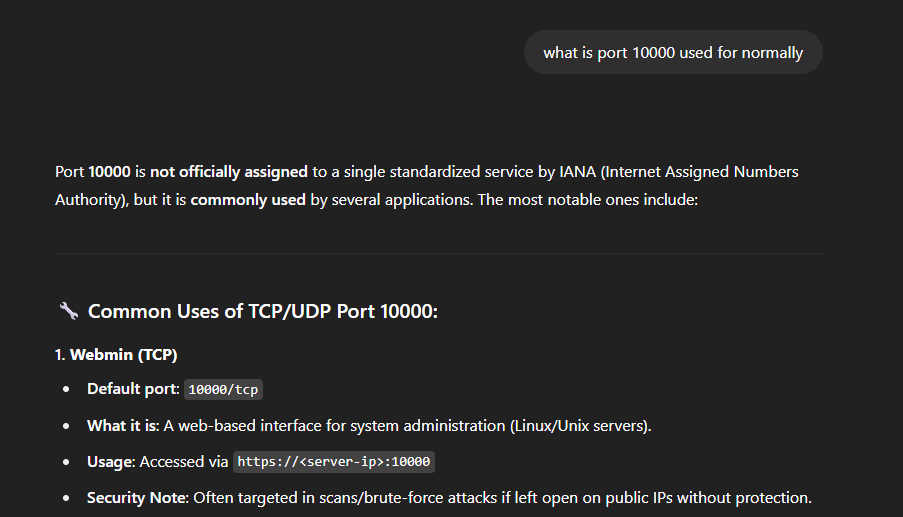 what is port 10000 used for normally
Port 10000 is not officially assigned to a single standardized service by IANA (Internet Assigned Numbers
Authority), but it is commonly used by several applications. The most notable ones include:
🔧 Common Uses of TCP/UDP Port 10000:
1. Webmin (TCP)
• Default port: 10000/tcp
• What it is: A web-based interface for system administration (Linux/Unix servers).
• Usage: Accessed via https://<server-ip>:10000
• Security Note: Often targeted in scans/brute-force attacks if left open on public IPs without protection.